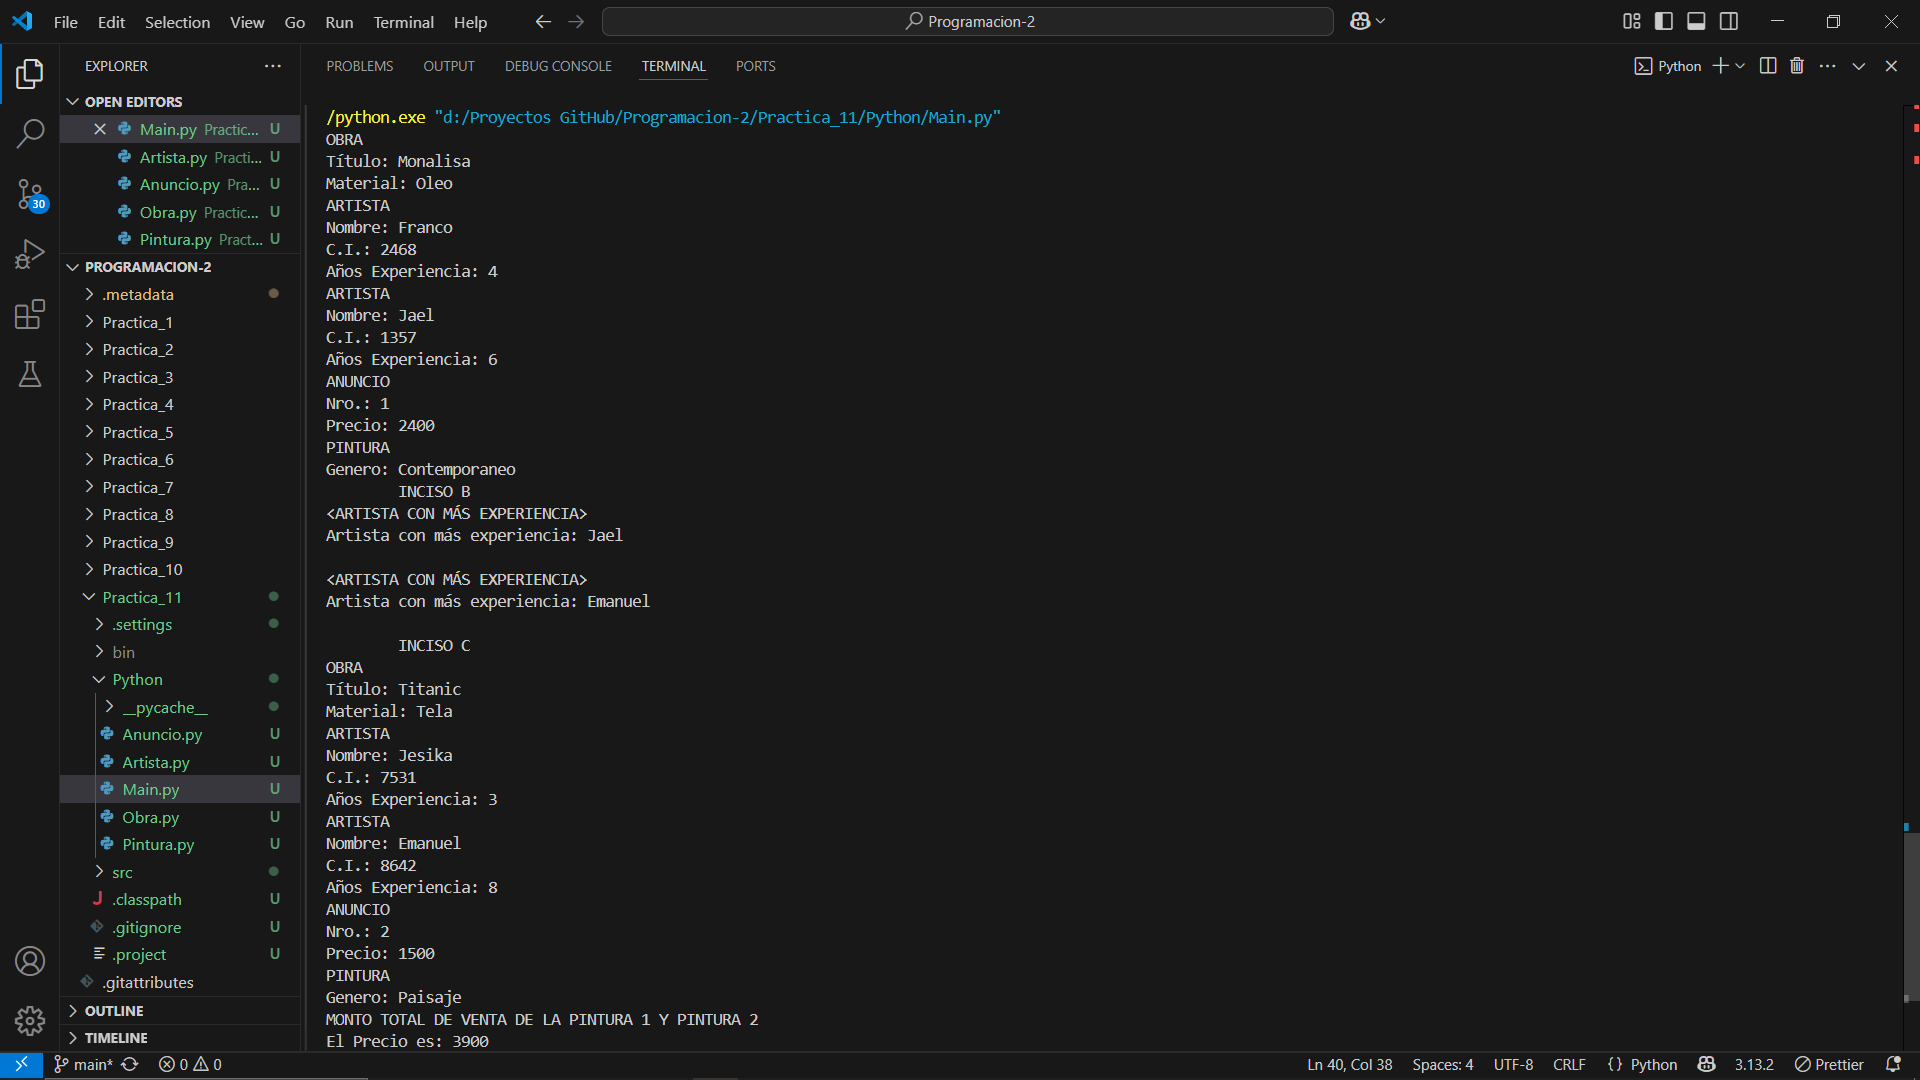 File Edit Selection View Go Run Terminal Help
Programacion-2
EXPLORER
OPEN EDITORS
Main.py Practic... U
Artista.py Practi... U
Anuncio.py Pra... U
Obra.py Practic... U
Pintura.py Pract... U
PROGRAMACION-2
.metadata
Practica_1
Practica_2
Practica_3
Practica_4
Practica_5
Practica_6
Practica_7
Practica_8
Practica_9
Practica_10
Practica_11
.settings
bin
Python
__pycache__
Anuncio.py U
Artista.py U
Main.py U
Obra.py U
Pintura.py U
src
.classpath U
.gitignore U
.project U
.gitattributes
OUTLINE
TIMELINE
30
PROBLEMS OUTPUT DEBUG CONSOLE TERMINAL PORTS
Python
/python.exe "d:/Proyectos GitHub/Programacion-2/Practica_11/Python/Main.py"
OBRA
Título: Monalisa
Material: Oleo
ARTISTA
Nombre: Franco
C.I.: 2468
Años Experiencia: 4
ARTISTA
Nombre: Jael
C.I.: 1357
Años Experiencia: 6
ANUNCIO
Nro.: 1
Precio: 2400
PINTURA
Genero: Contemporaneo
INCISO B
<ARTISTA CON MÁS EXPERIENCIA>
Artista con más experiencia: Jael
<ARTISTA CON MÁS EXPERIENCIA>
Artista con más experiencia: Emanuel
INCISO C
OBRA
Título: Titanic
Material: Tela
ARTISTA
Nombre: Jesika
C.I.: 7531
Años Experiencia: 3
ARTISTA
Nombre: Emanuel
C.I.: 8642
Años Experiencia: 8
ANUNCIO
Nro.: 2
Precio: 1500
PINTURA
Genero: Paisaje
MONTO TOTAL DE VENTA DE LA PINTURA 1 Y PINTURA 2
El Precio es: 3900
main* 0 0
Ln 40, Col 38 Spaces: 4 UTF-8 CRLF {} Python 3.13.2 Prettier